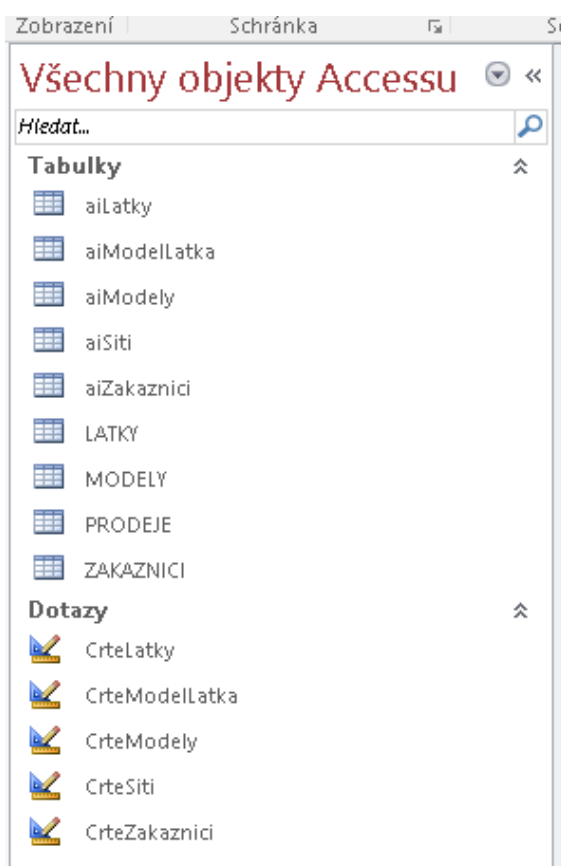 Zobrazení Schránka
Všechny objekty Accessu
Hledat...
Tabulky
aiLatky
aiModelLatka
aiModely
aiSiti
aiZakaznici
LATKY
MODELY
PRODEJE
ZAKAZNICI
Dotazy
CrteLatky
CrteModelLatka
CrteModely
CrteSiti
CrteZakaznici